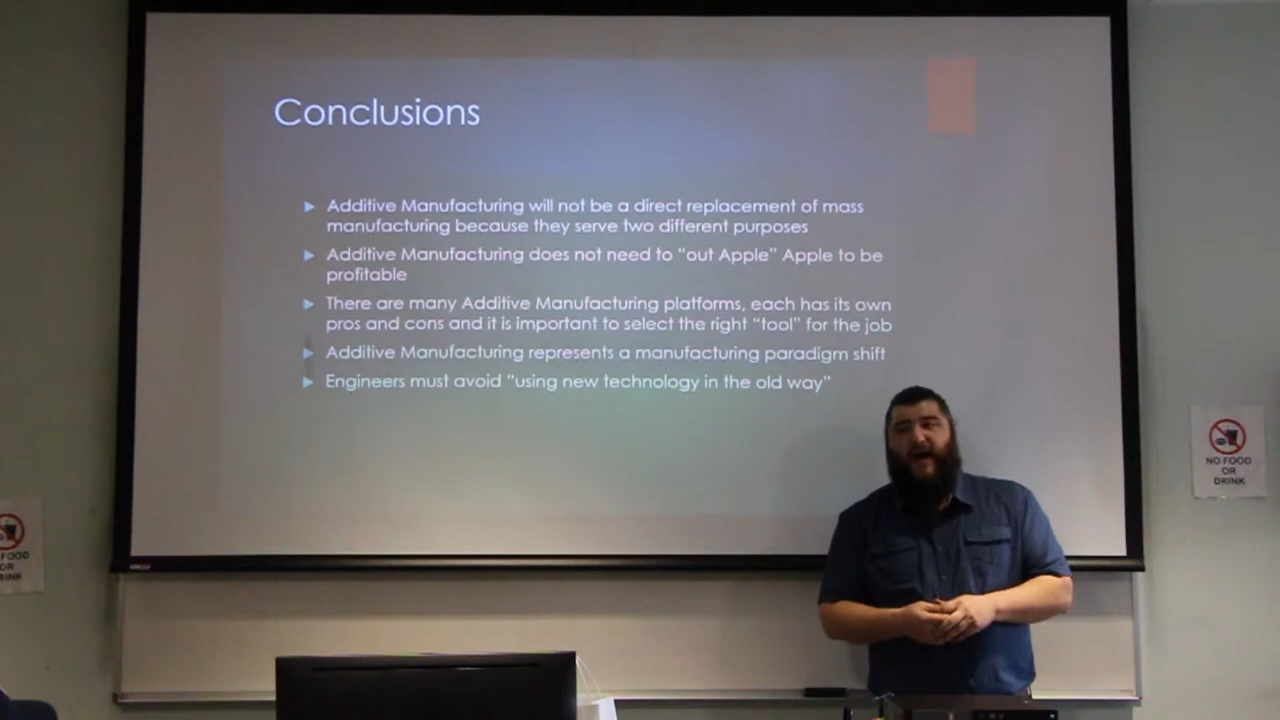 Conclusions
Additive Manufacturing will not be a direct replacement of mass
manufacturing because they serve two different purposes
Additive Manufacturing does not need to “out Apple” Apple to be
profitable
There are many Additive Manufacturing platforms, each has its own
pros and cons and it is important to select the right “tool” for the job
Additive Manufacturing represents a manufacturing paradigm shift
Engineers must avoid “using new technology in the old way”
NO FOOD
OR
DRINK
FOOD
OR
RINK